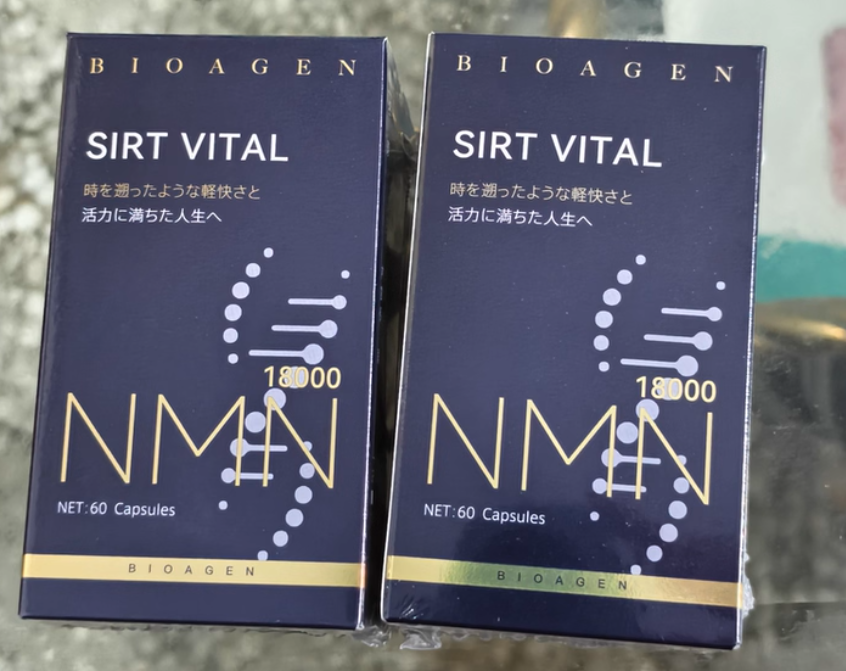 BIOAGEN
SIRT VITAL
時を遡ったような軽快さと
活力に満ちた人生へ
18000
NMN
NET:60 Capsules
BIOAGEN
BIOAGEN
SIRT VITAL
時を遡ったような軽快さと
活力に満ちた人生へ
18000
NMN
NET:60 Capsules
BIOAGEN